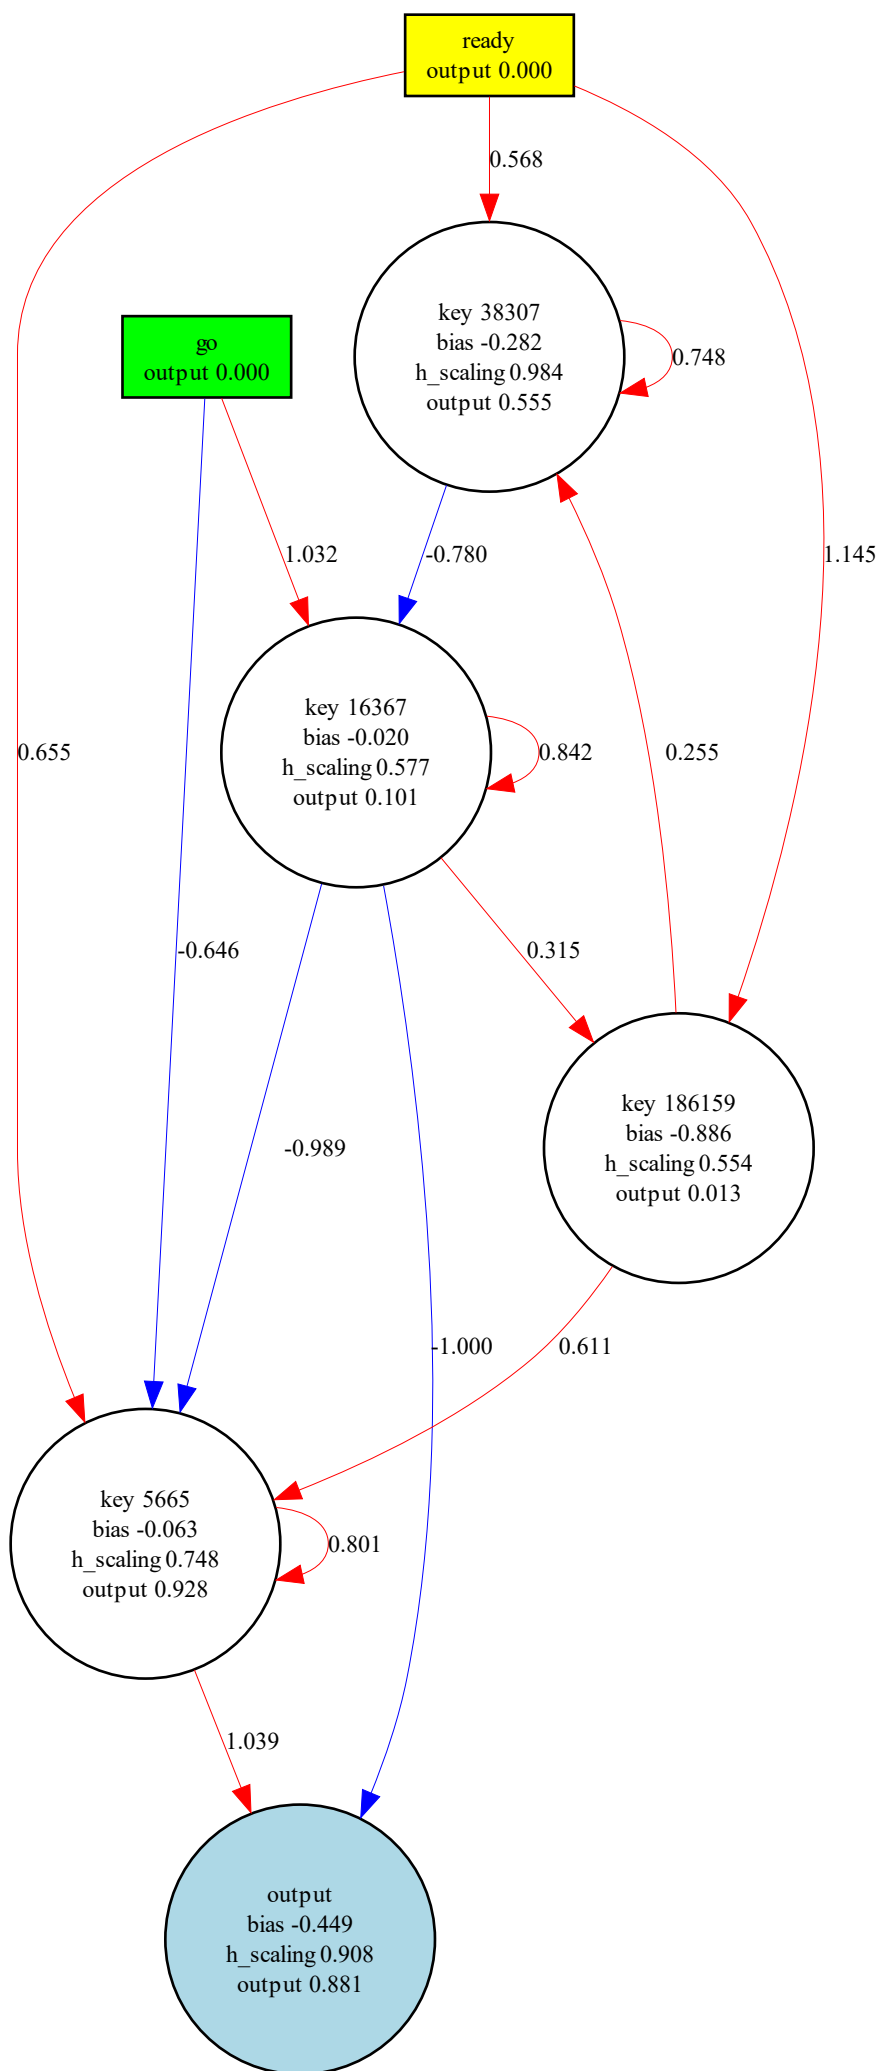 ready
output 0.000
0.568
key 38307
bias -0.282
h_scaling 0.984
output 0.555
0.748
go
output 0.000
1.032
-0.780
1.145
key 16367
bias -0.020
h_scaling 0.577
output 0.101
0.842
0.655
0.255
-0.646
0.315
-0.989
key 186159
bias -0.886
h_scaling 0.554
output 0.013
-1.000
0.611
key 5665
bias -0.063
h_scaling 0.748
output 0.928
0.801
1.039
output
bias -0.449
h_scaling 0.908
output 0.881